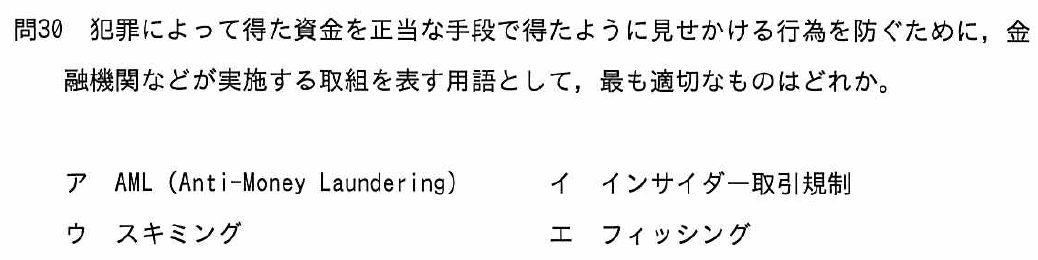 問30 犯罪によって得た資金を正当な手段で得たように見せかける行為を防ぐために，金
融機関などが実施する取組を表す用語として，最も適切なものはどれか。
ア AML（Anti-Money Laundering） イ インサイダー取引規制
ウ スキミング エ フィッシング